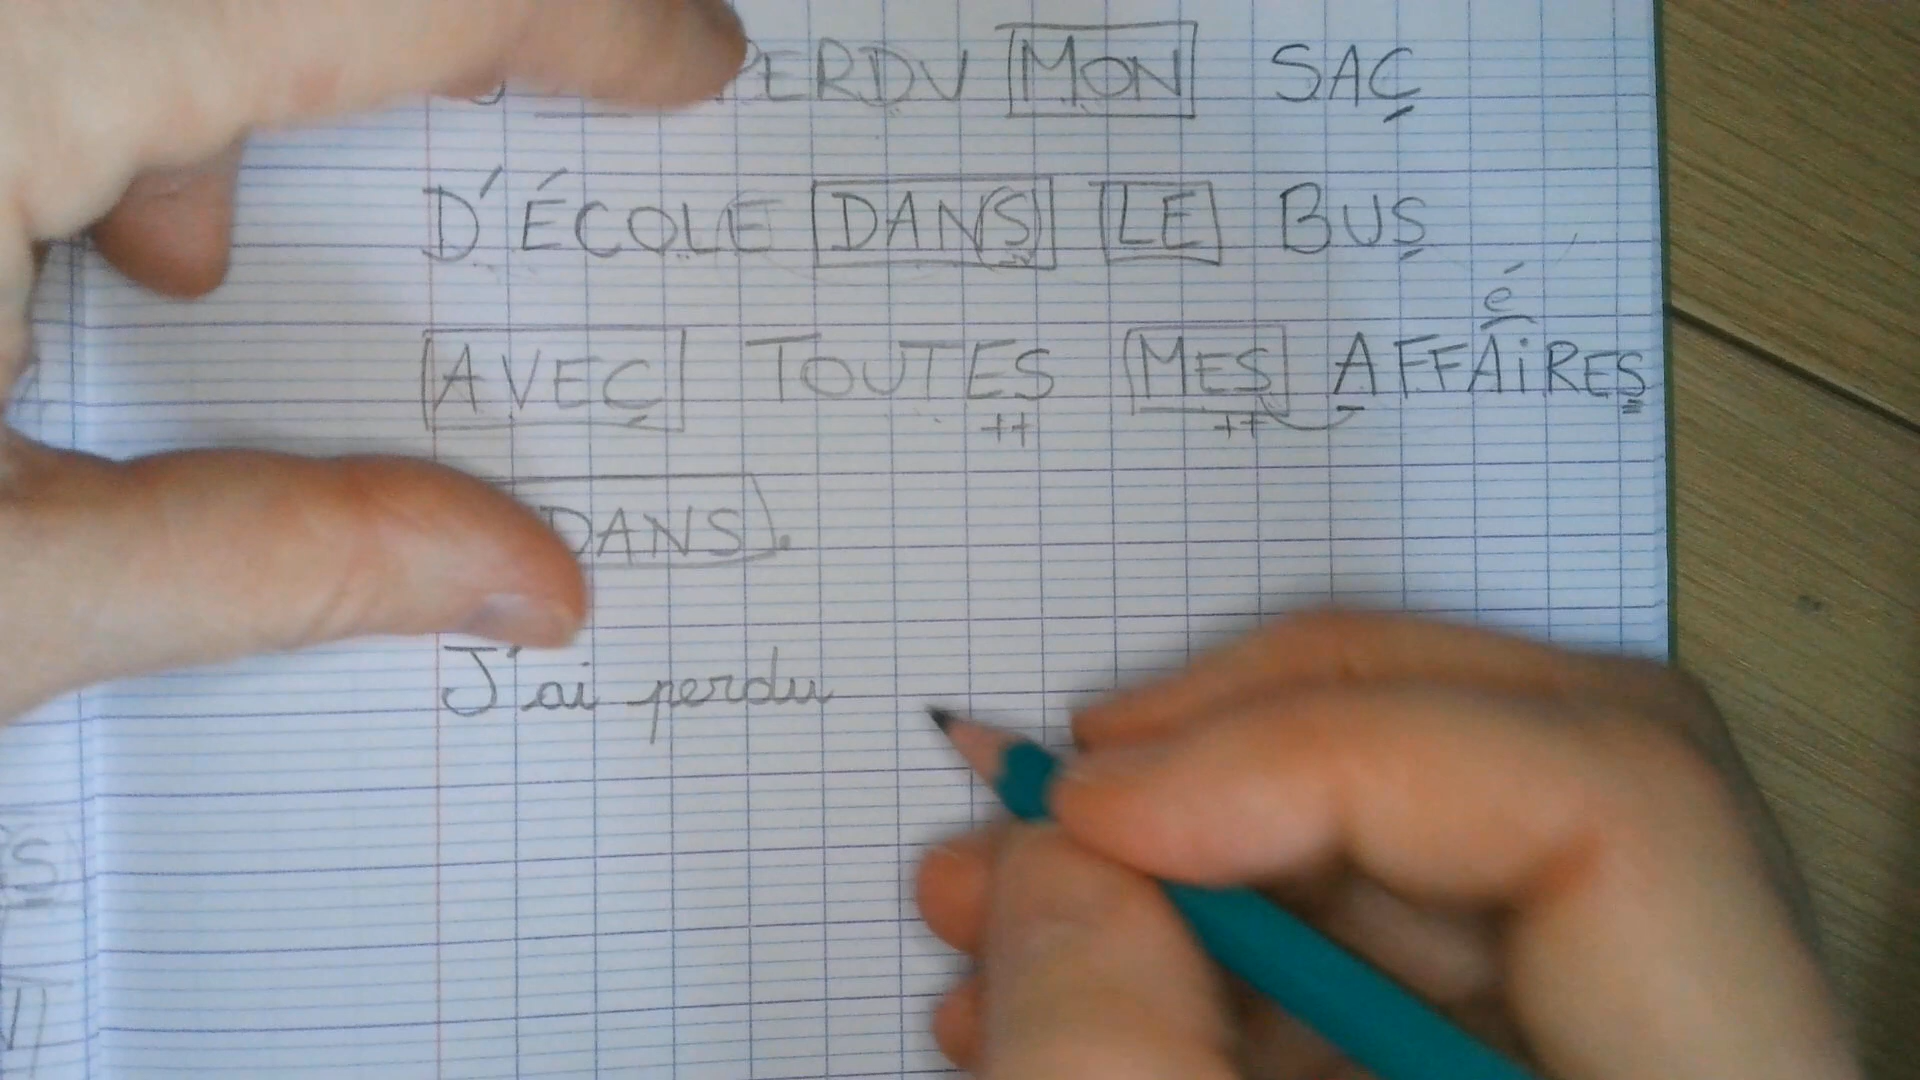 PERDU MON SAC
D'ÉCOLE DANS LE BUS
é
AVEC TOUTES MES AFFAiRES
++ ++
DANS.
J'ai perdu
S